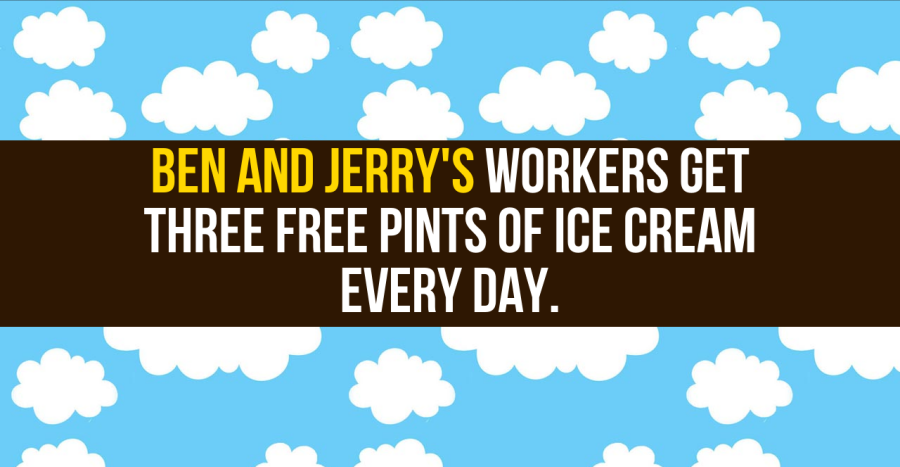 BEN AND JERRY'S WORKERS GET
THREE FREE PINTS OF ICE CREAM
EVERY DAY.